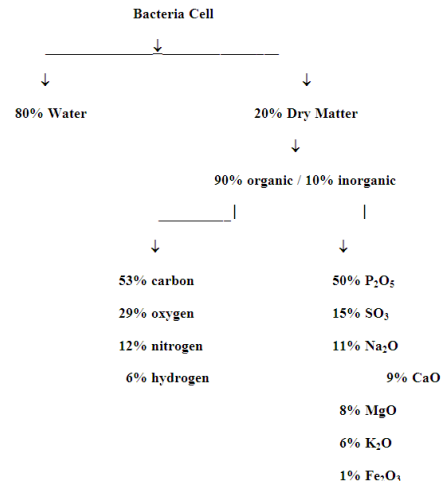 Bacteria Cell
80% Water 20% Dry Matter
90% organic / 10% inorganic
53% carbon 50% P₂O₅
29% oxygen 15% SO₃
12% nitrogen 11% Na₂O
6% hydrogen 9% CaO
8% MgO
6% K₂O
1% Fe₂O₃